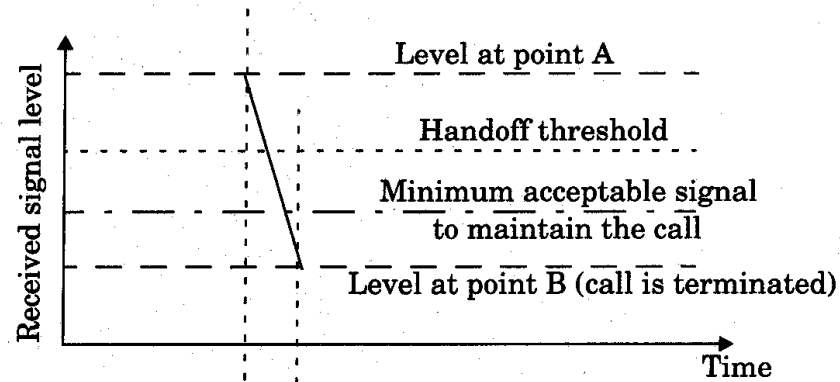 Received signal level
Level at point A
Handoff threshold
Minimum acceptable signal
to maintain the call
Level at point B (call is terminated)
Time